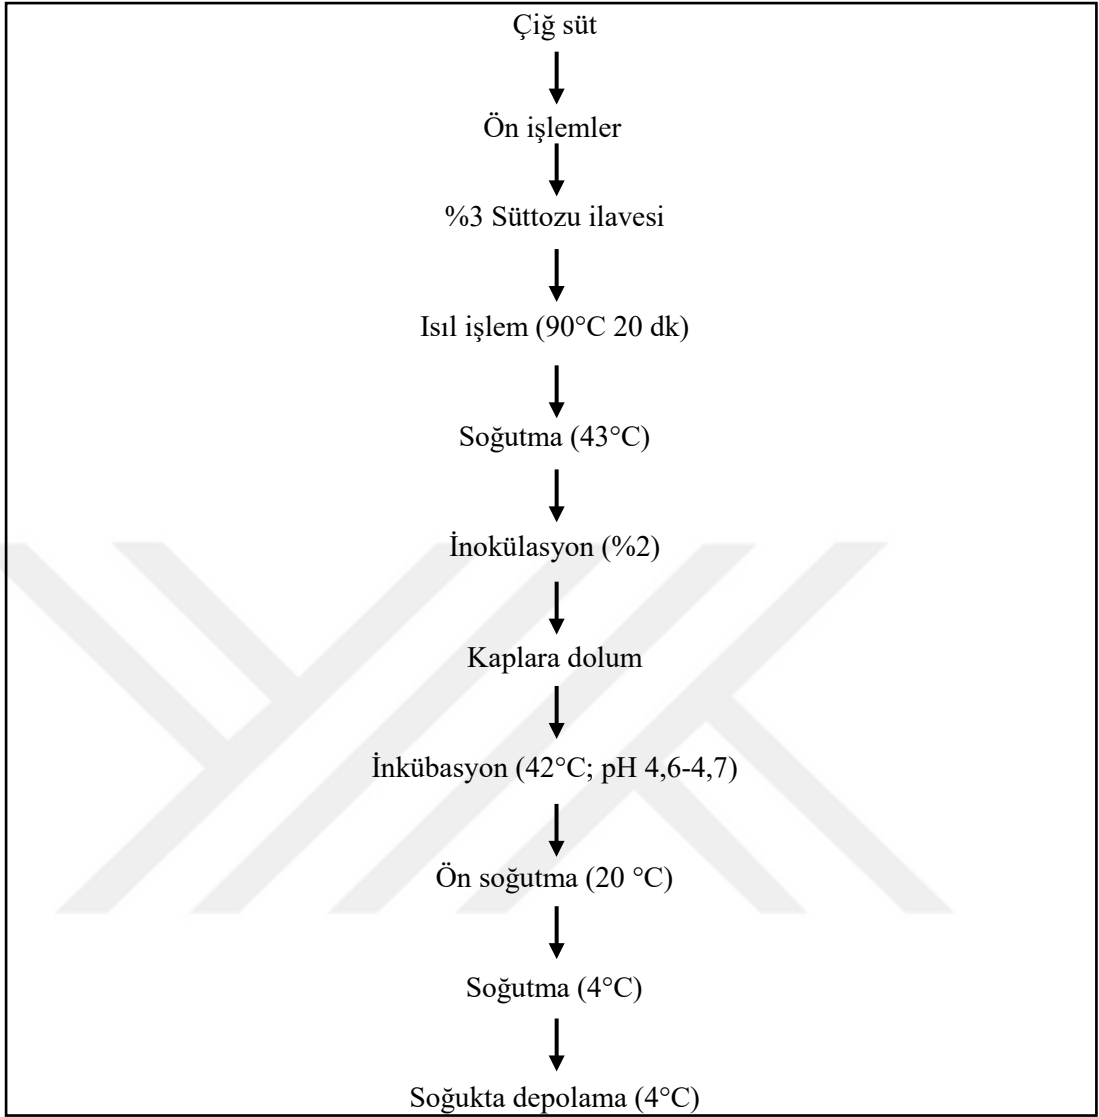 Çiğ süt
Ön işlemler
%3 Süttozu ilavesi
Isıl işlem (90°C 20 dk)
Soğutma (43°C)
İnokülasyon (%2)
Kaplara dolum
İnkübasyon (42°C; pH 4,6-4,7)
Ön soğutma (20 °C)
Soğutma (4°C)
Soğukta depolama (4°C)